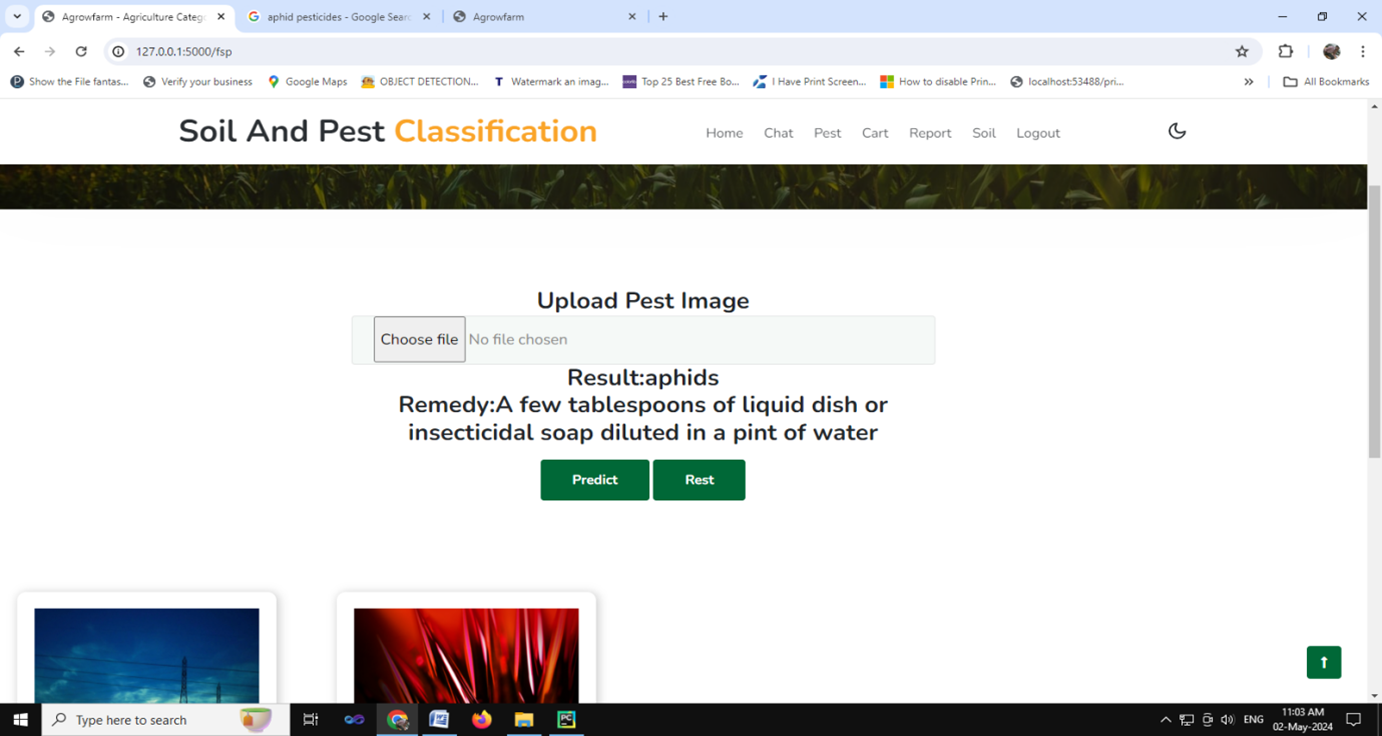 Agrowfarm - Agriculture Catego
aphid pesticides - Google Searc
Agrowfarm
127.0.0.1:5000/fsp
Show the File fantas...
Verify your business
Google Maps
OBJECT DETECTION...
Watermark an imag...
Top 25 Best Free Bo...
I Have Print Screen...
How to disable Prin...
localhost:53488/pri...
All Bookmarks
Soil And Pest Classification
Home
Chat
Pest
Cart
Report
Soil
Logout
Upload Pest Image
Choose file No file chosen
Result:aphids
Remedy:A few tablespoons of liquid dish or
insecticidal soap diluted in a pint of water
Predict
Rest
Type here to search
ENG
11:03 AM
02-May-2024